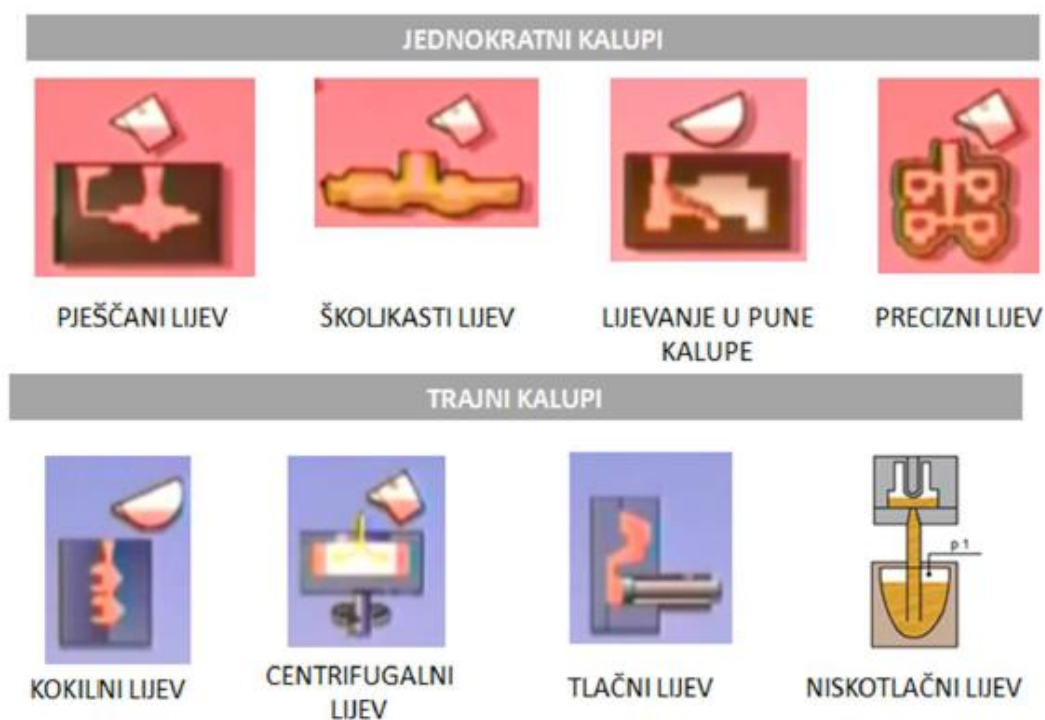 JEDNOKRATNI KALUPI
PJEŠČANI LIJEV
ŠKOLJKASTI LIJEV
LIJEVANJE U PUNE
KALUPE
PRECIZNI LIJEV
TRAJNI KALUPI
p 1
KOKILNI LIJEV
CENTRIFUGALNI
LIJEV
TLAČNI LIJEV
NISKOTLAČNI LIJEV